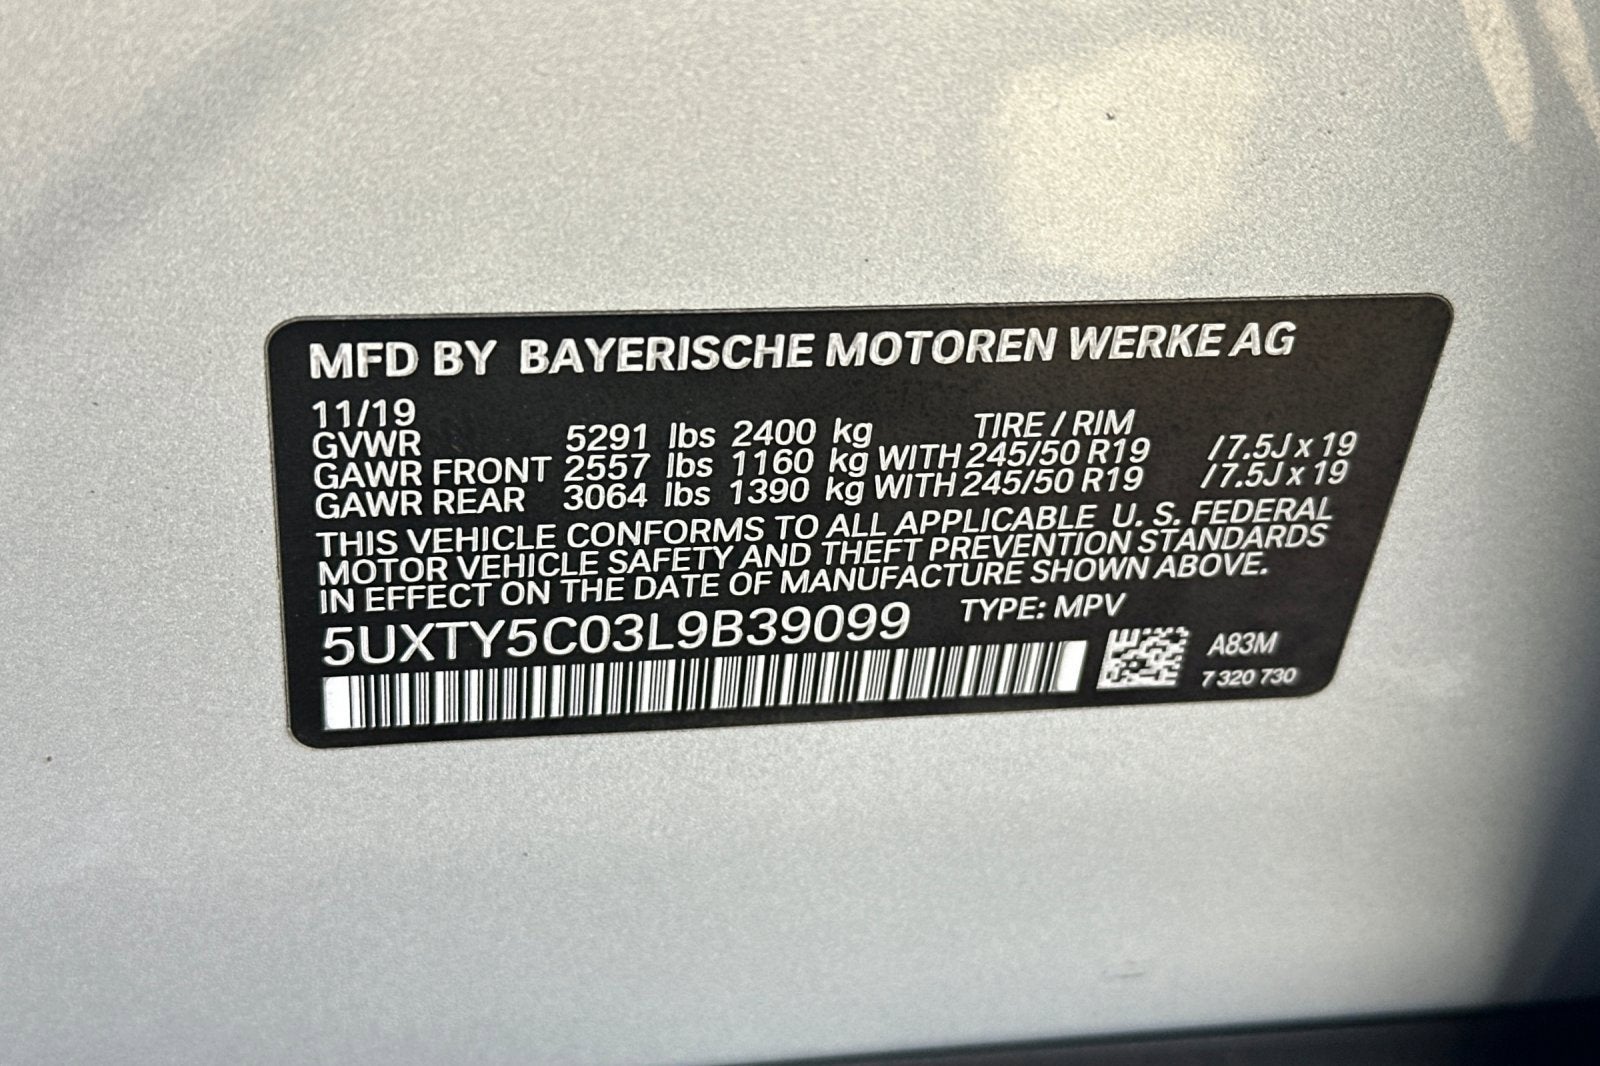 MFD BY BAYERISCHE MOTOREN WERKE AG
11/19 TIRE / RIM
GVWR 5291 lbs 2400 kg
GAWR FRONT 2557 lbs 1160 kg WITH 245/50 R19 /7.5J x 19
GAWR REAR 3064 lbs 1390 kg WITH 245/50 R19 /7.5J x 19
THIS VEHICLE CONFORMS TO ALL APPLICABLE U. S. FEDERAL
MOTOR VEHICLE SAFETY AND THEFT PREVENTION STANDARDS
IN EFFECT ON THE DATE OF MANUFACTURE SHOWN ABOVE.
5UXTY5C03L9B39099 TYPE: MPV
A83M
7 320 730